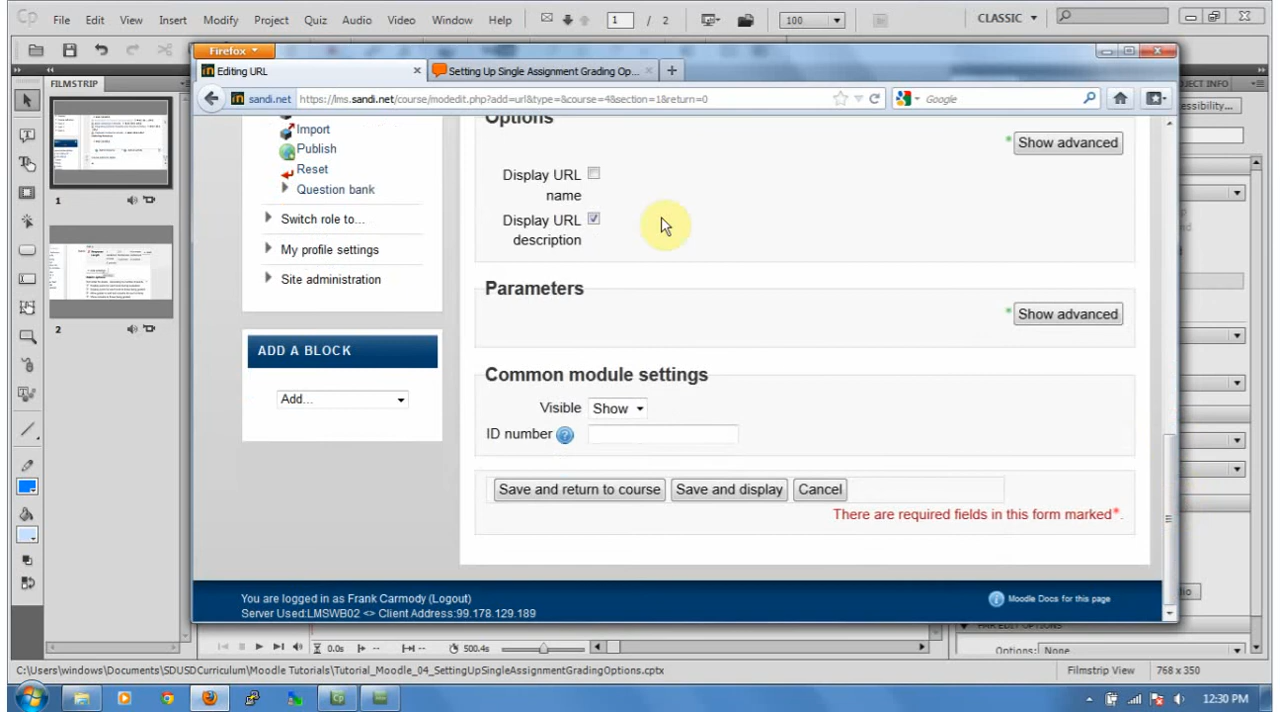 Cp File Edit View Insert Modify Project Quiz Audio Video Window Help 1 / 2 100 CLASSIC
Firefox
FILMSTRIP
Editing URL
Setting Up Single Assignment Grading Op...
sandi.net https://lms.sandi.net/course/modedit.php?add=url&type=&course=4&section=1&return=0
Google
Import
Publish
Reset
Question bank
Switch role to...
My profile settings
Site administration
ADD A BLOCK
Add...
Options
Show advanced
Display URL name
Display URL description
Parameters
Show advanced
Common module settings
Visible Show
ID number
Save and return to course Save and display Cancel
There are required fields in this form marked*.
You are logged in as Frank Carmody (Logout)
Server Used:LMSWB02 <> Client Address:99.178.129.189
Moodle Docs for this page
1
2
0.0s
500.4s
Options: None
C:\Users\windows\Documents\SDUSDCurriculum\Moodle Tutorials\Tutorial_Moodle_04_SettingUpSingleAssignmentGradingOptions.cptx
Filmstrip View 768 x 350
12:30 PM